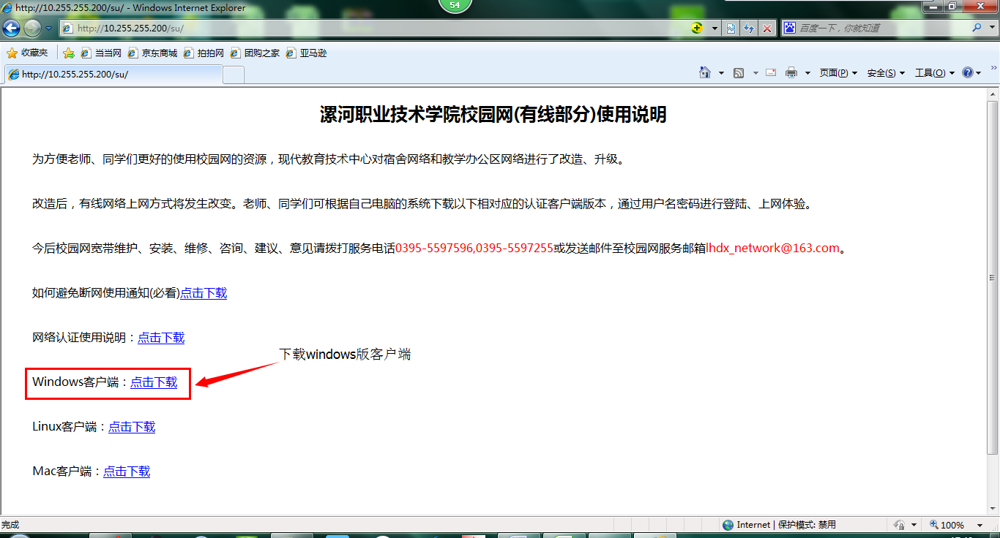 http://10.255.255.200/su/ - Windows Internet Explorer
54
http://10.255.255.200/su/
百度一下，你就知道
收藏夹 当当网 京东商城 拍拍网 团购之家 亚马逊
http://10.255.255.200/su/
页面(P) 安全(S) 工具(O)
漯河职业技术学院校园网(有线部分)使用说明
为方便老师、同学们更好的使用校园网的资源，现代教育技术中心对宿舍网络和教学办公区网络进行了改造、升级。
改造后，有线网络上网方式将发生改变。老师、同学们可根据自己电脑的系统下载以下相对应的认证客户端版本，通过用户名密码进行登陆、上网体验。
今后校园网宽带维护、安装、维修、咨询、建议、意见请拨打服务电话0395-5597596,0395-5597255或发送邮件至校园网服务邮箱lhdx_network@163.com。
如何避免断网使用通知(必看)点击下载
网络认证使用说明：点击下载
下载windows版客户端
Windows客户端：点击下载
Linux客户端：点击下载
Mac客户端：点击下载
完成
Internet | 保护模式: 禁用
100%